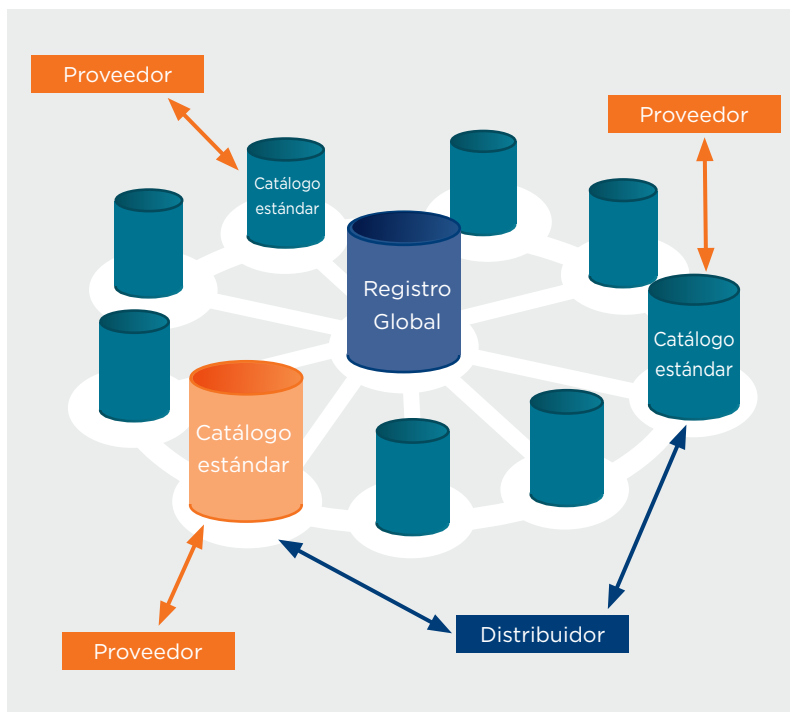 Proveedor
Proveedor
Catálogo
estándar
Registro
Global
Catálogo
estándar
Catálogo
estándar
Distribuidor
Proveedor